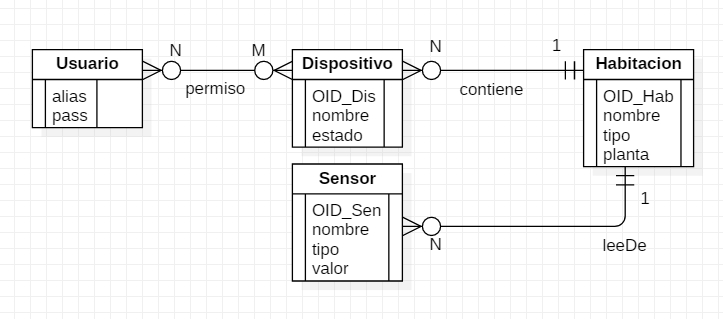 Usuario
alias
pass
N
permiso
M
Dispositivo
OID_Dis
nombre
estado
N
contiene
1
Habitacion
OID_Hab
nombre
tipo
planta
Sensor
OID_Sen
nombre
tipo
valor
N
leeDe
1